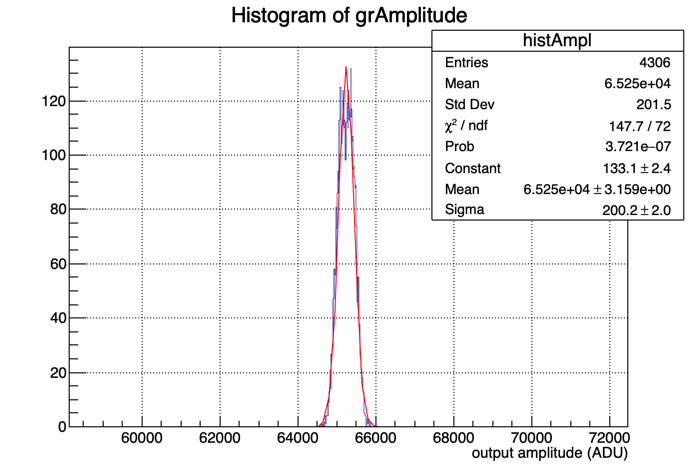 Histogram of grAmplitude
histAmpl
Entries 4306
Mean 6.525e+04
Std Dev 201.5
χ² / ndf 147.7 / 72
Prob 3.721e−07
Constant 133.1 ± 2.4
Mean 6.525e+04 ± 3.159e+00
Sigma 200.2 ± 2.0
120
100
80
60
40
20
0
60000 62000 64000 66000 68000 70000 72000
output amplitude (ADU)